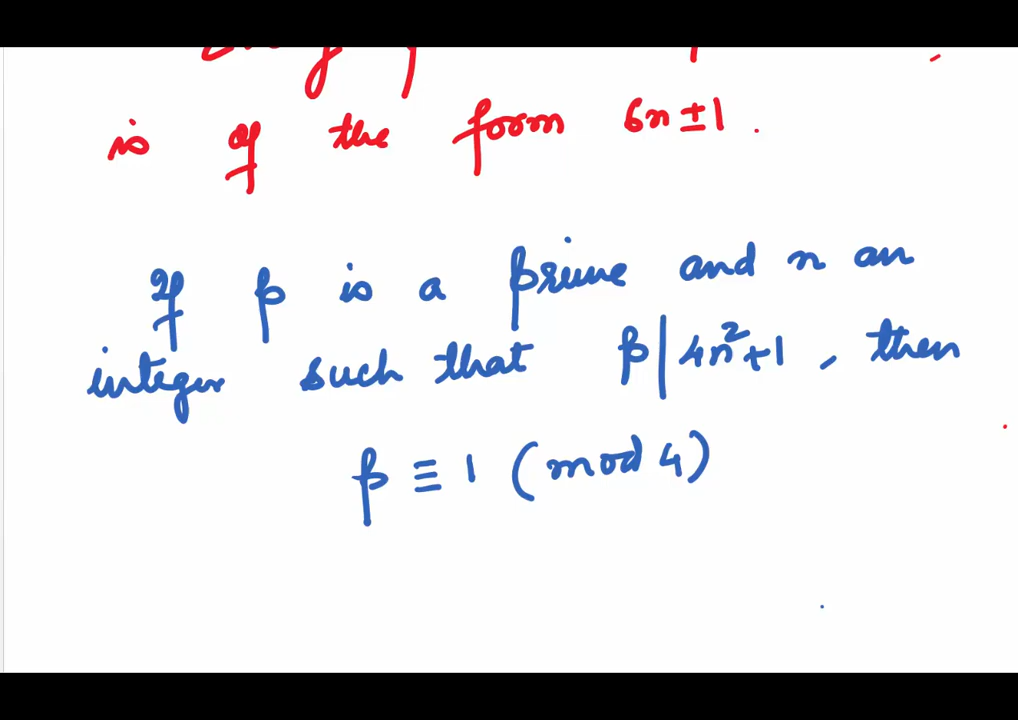 is of the form 6n ± 1.
If p is a prime and n an
integer such that p | 4n² + 1, then
p ≡ 1 (mod 4)